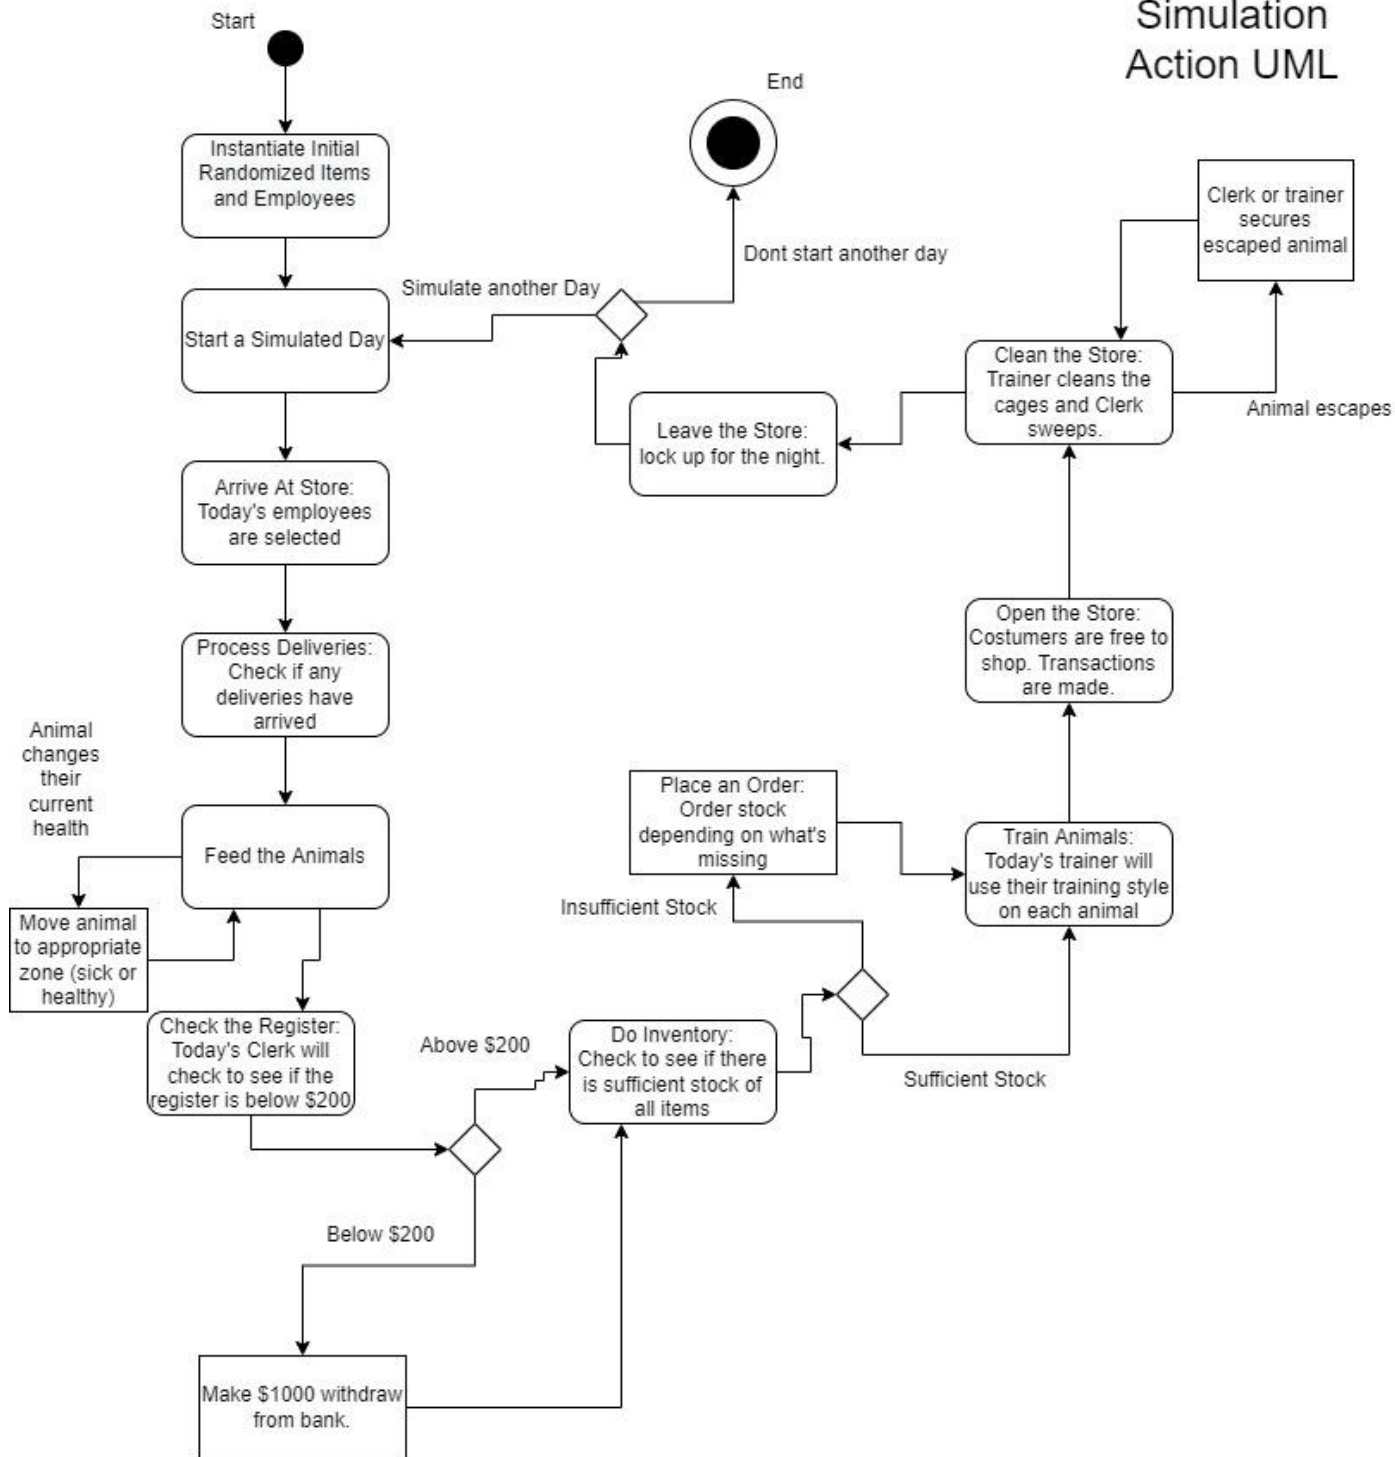 Simulation
Action UML
Start
End
Instantiate Initial
Randomized Items
and Employees
Dont start another day
Simulate another Day
Start a Simulated Day
Clerk or trainer
secures
escaped animal
Clean the Store:
Trainer cleans the
cages and Clerk
sweeps.
Animal escapes
Leave the Store:
lock up for the night.
Arrive At Store:
Today's employees
are selected
Process Deliveries:
Check if any
deliveries have
arrived
Open the Store:
Costumers are free to
shop. Transactions
are made.
Animal
changes
their
current
health
Feed the Animals
Place an Order:
Order stock
depending on what's
missing
Train Animals:
Today's trainer will
use their training style
on each animal
Insufficient Stock
Move animal
to appropriate
zone (sick or
healthy)
Check the Register:
Today's Clerk will
check to see if the
register is below $200
Above $200
Do Inventory:
Check to see if there
is sufficient stock of
all items
Sufficient Stock
Below $200
Make $1000 withdraw
from bank.